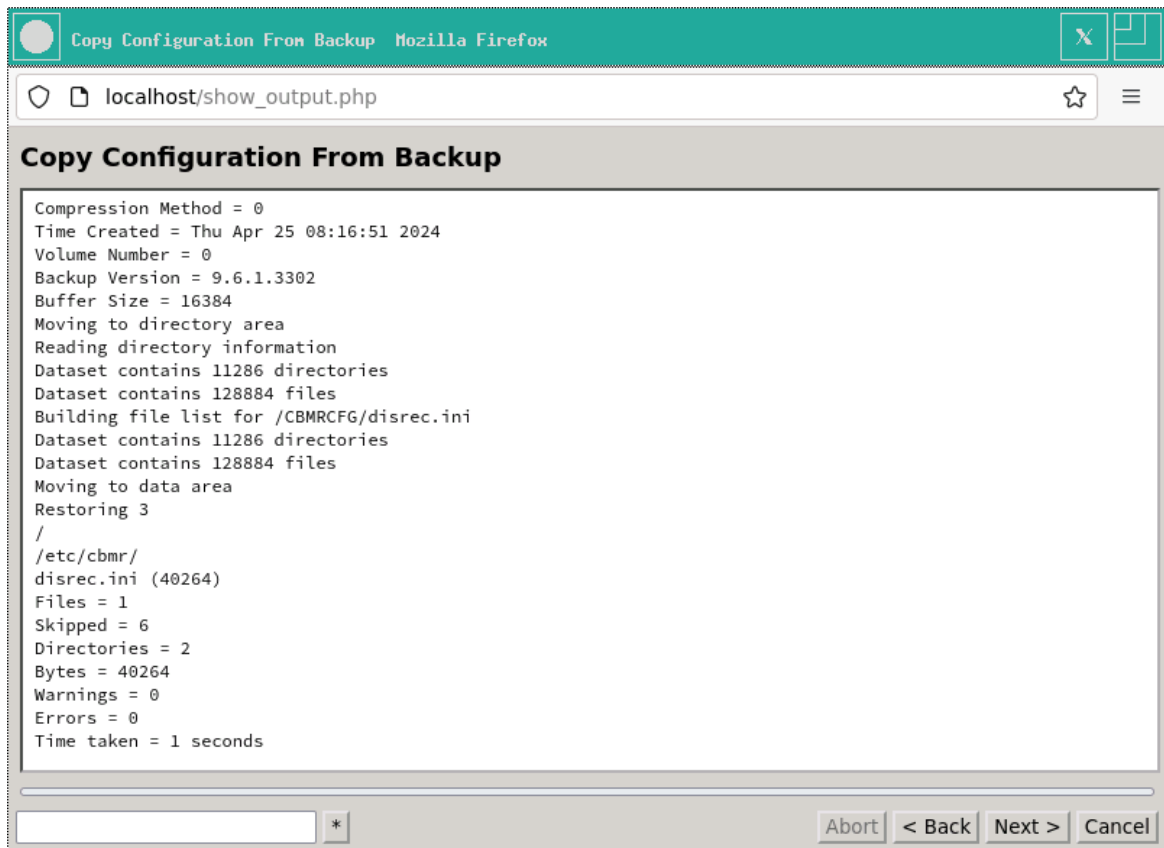 Copy Configuration From Backup  Mozilla Firefox
X
localhost/show_output.php
Copy Configuration From Backup
Compression Method = 0
Time Created = Thu Apr 25 08:16:51 2024
Volume Number = 0
Backup Version = 9.6.1.3302
Buffer Size = 16384
Moving to directory area
Reading directory information
Dataset contains 11286 directories
Dataset contains 128884 files
Building file list for /CBMRCFG/disrec.ini
Dataset contains 11286 directories
Dataset contains 128884 files
Moving to data area
Restoring 3
/
/etc/cbmr/
disrec.ini (40264)
Files = 1
Skipped = 6
Directories = 2
Bytes = 40264
Warnings = 0
Errors = 0
Time taken = 1 seconds
* Abort < Back Next > Cancel